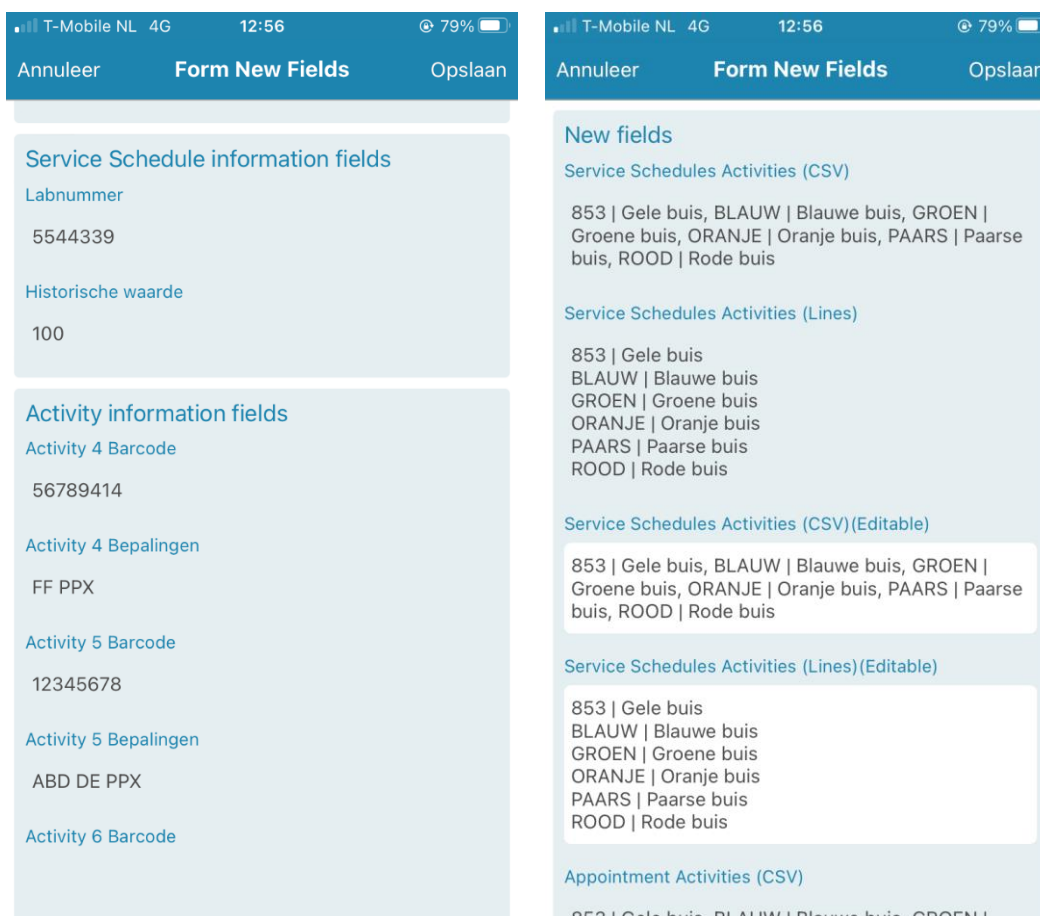 T-Mobile NL 4G 12:56 79%
Annuleer Form New Fields Opslaan
Service Schedule information fields
Labnummer
5544339
Historische waarde
100
Activity information fields
Activity 4 Barcode
56789414
Activity 4 Bepalingen
FF PPX
Activity 5 Barcode
12345678
Activity 5 Bepalingen
ABD DE PPX
Activity 6 Barcode
T-Mobile NL 4G 12:56 79%
Annuleer Form New Fields Opslaan
New fields
Service Schedules Activities (CSV)
853 | Gele buis, BLAUW | Blauwe buis, GROEN |
Groene buis, ORANJE | Oranje buis, PAARS | Paarse
buis, ROOD | Rode buis
Service Schedules Activities (Lines)
853 | Gele buis
BLAUW | Blauwe buis
GROEN | Groene buis
ORANJE | Oranje buis
PAARS | Paarse buis
ROOD | Rode buis
Service Schedules Activities (CSV)(Editable)
853 | Gele buis, BLAUW | Blauwe buis, GROEN |
Groene buis, ORANJE | Oranje buis, PAARS | Paarse
buis, ROOD | Rode buis
Service Schedules Activities (Lines)(Editable)
853 | Gele buis
BLAUW | Blauwe buis
GROEN | Groene buis
ORANJE | Oranje buis
PAARS | Paarse buis
ROOD | Rode buis
Appointment Activities (CSV)
853 | Gele buis, BLAUW | Blauwe buis, GROEN |